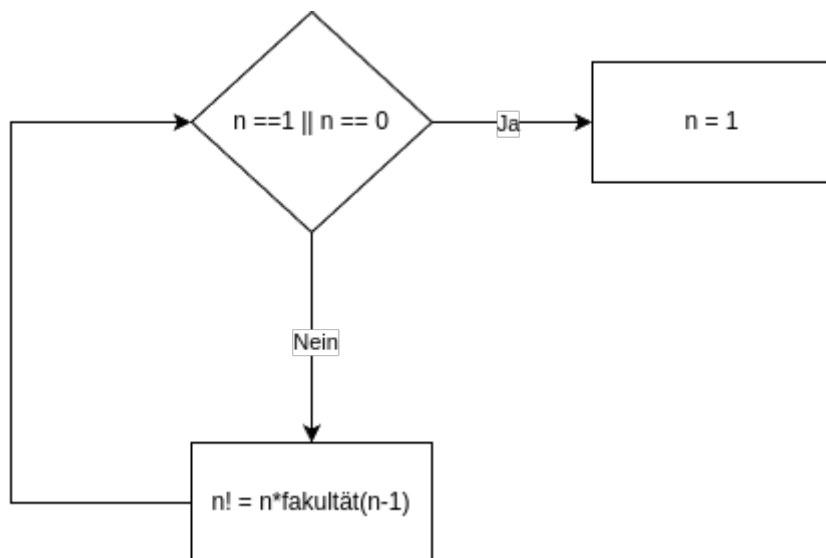 n ==1 || n == 0
Ja
n = 1
Nein
n! = n*fakultät(n-1)